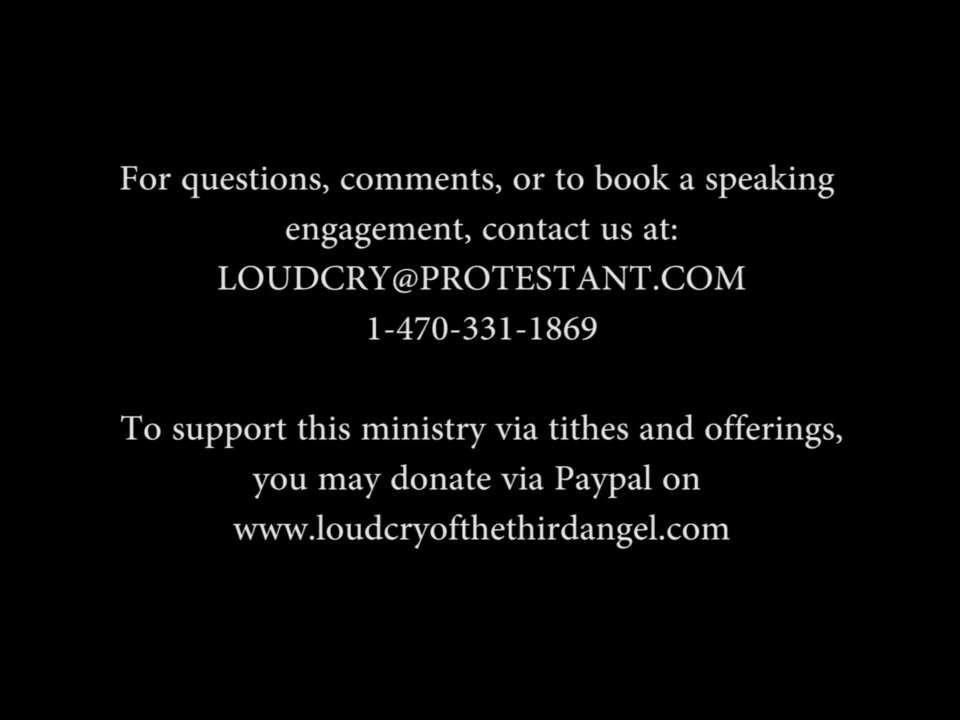 For questions, comments, or to book a speaking
engagement, contact us at:
LOUDCRY@PROTESTANT.COM
1-470-331-1869
To support this ministry via tithes and offerings,
you may donate via Paypal on
www.loudcryofthethirdangel.com